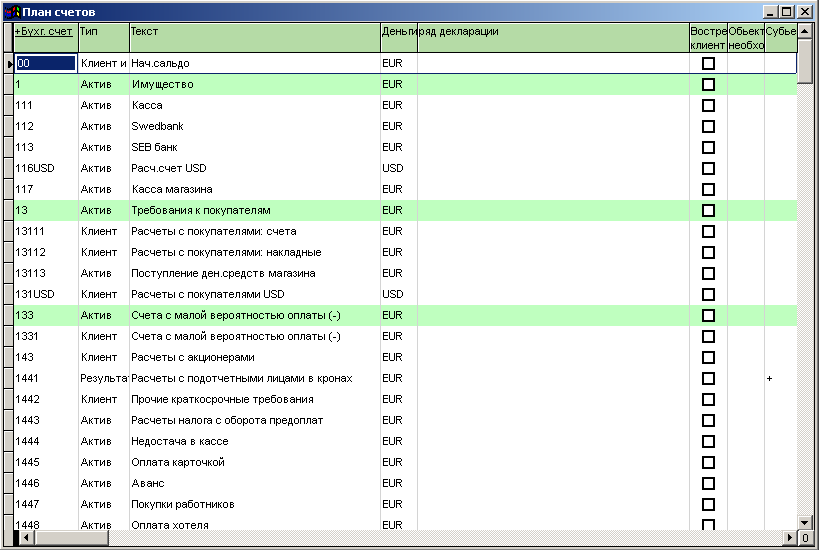 План счетов
+Бухг. счет Тип Текст Деньги ряд декларации Востре Обьект Субье
клиент необхо
00 Клиент и Нач.сальдо EUR
1 Актив Имущество EUR
111 Актив Касса EUR
112 Актив Swedbank EUR
113 Актив SEB банк EUR
116USD Актив Расч.счет USD USD
117 Актив Касса магазина EUR
13 Актив Требования к покупателям EUR
13111 Клиент Расчеты с покупателями: счета EUR
13112 Клиент Расчеты с покупателями: накладные EUR
13113 Актив Поступление ден.средств магазина EUR
131USD Клиент Расчеты с покупателями USD USD
133 Актив Счета с малой вероятностью оплаты (-) EUR
1331 Клиент Счета с малой вероятностью оплаты (-) EUR
143 Клиент Расчеты с акционерами EUR
1441 Результат Расчеты с подотчетными лицами в кронах EUR +
1442 Клиент Прочие краткосрочные требования EUR
1443 Актив Расчеты налога с оборота предоплат EUR
1444 Актив Недостача в кассе EUR
1445 Актив Оплата карточкой EUR
1446 Актив Аванс EUR
1447 Актив Покупки работников EUR
1448 Актив Оплата хотеля EUR
0